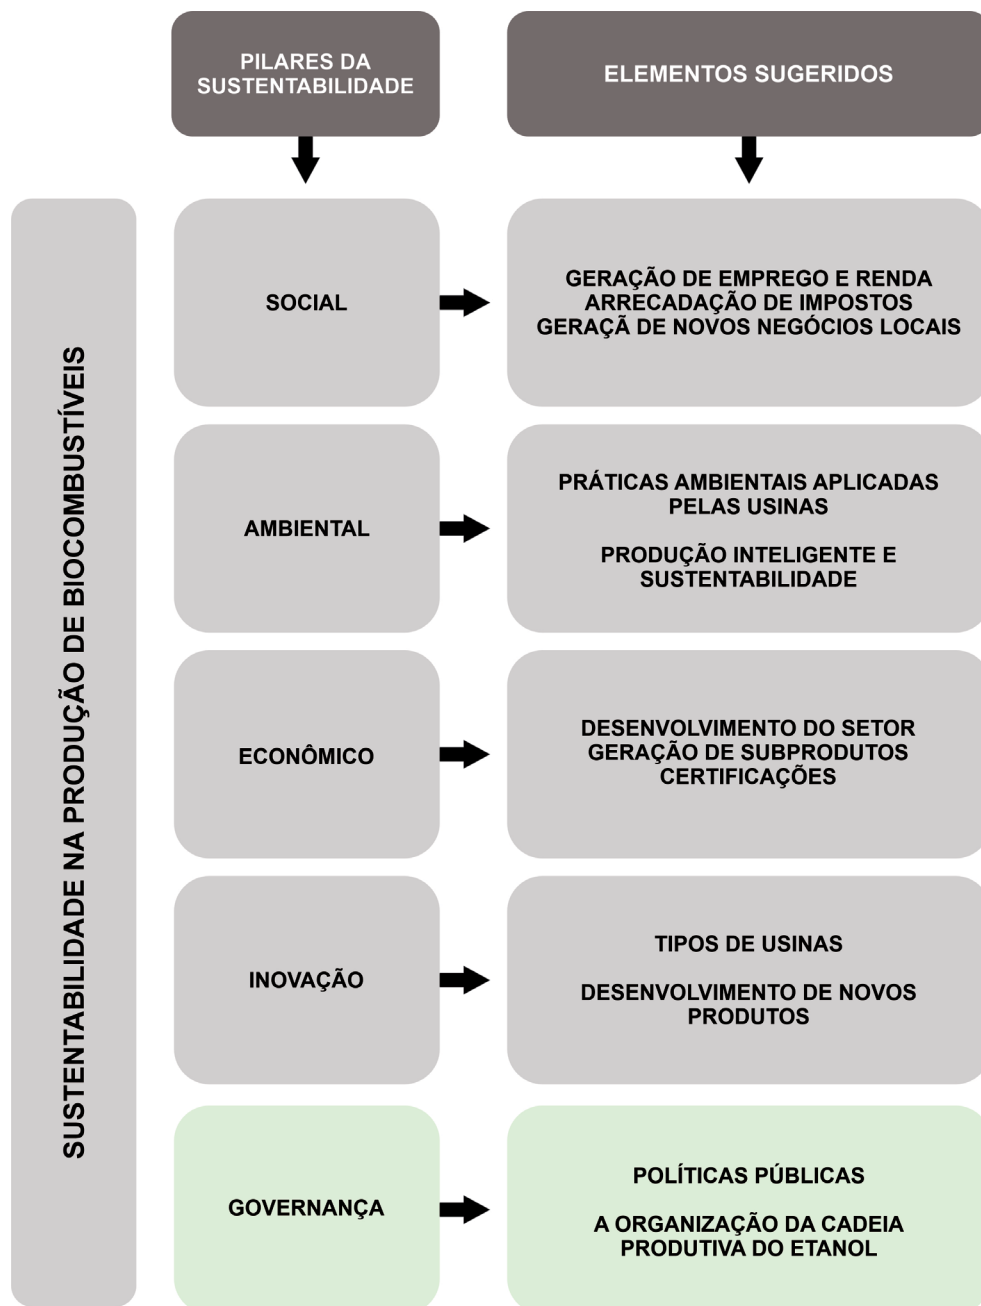 PILARES DA
SUSTENTABILIDADE
ELEMENTOS SUGERIDOS
SUSTENTABILIDADE NA PRODUÇÃO DE BIOCOMBUSTÍVEIS
SOCIAL
GERAÇÃO DE EMPREGO E RENDA
ARRECADAÇÃO DE IMPOSTOS
GERAÇÃ DE NOVOS NEGÓCIOS LOCAIS
AMBIENTAL
PRÁTICAS AMBIENTAIS APLICADAS
PELAS USINAS
PRODUÇÃO INTELIGENTE E
SUSTENTABILIDADE
ECONÔMICO
DESENVOLVIMENTO DO SETOR
GERAÇÃO DE SUBPRODUTOS
CERTIFICAÇÕES
INOVAÇÃO
TIPOS DE USINAS
DESENVOLVIMENTO DE NOVOS
PRODUTOS
GOVERNANÇA
POLÍTICAS PÚBLICAS
A ORGANIZAÇÃO DA CADEIA
PRODUTIVA DO ETANOL